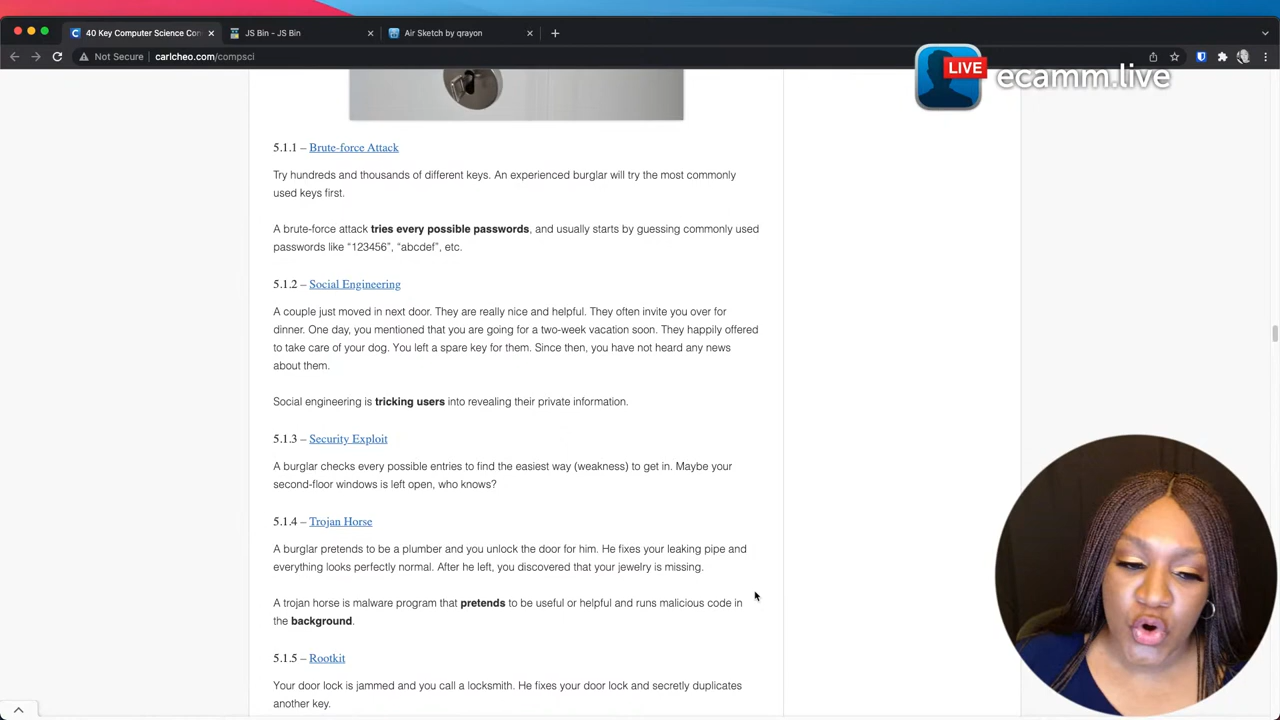 40 Key Computer Science Con
JS Bin - JS Bin
Air Sketch by qrayon
Not Secure
carlcheo.com/compsci
LIVE
ecamm.live
5.1.1 – Brute-force Attack
Try hundreds and thousands of different keys. An experienced burglar will try the most commonly
used keys first.
A brute-force attack tries every possible passwords, and usually starts by guessing commonly used
passwords like “123456”, “abcdef”, etc.
5.1.2 – Social Engineering
A couple just moved in next door. They are really nice and helpful. They often invite you over for
dinner. One day, you mentioned that you are going for a two-week vacation soon. They happily offered
to take care of your dog. You left a spare key for them. Since then, you have not heard any news
about them.
Social engineering is tricking users into revealing their private information.
5.1.3 – Security Exploit
A burglar checks every possible entries to find the easiest way (weakness) to get in. Maybe your
second-floor windows is left open, who knows?
5.1.4 – Trojan Horse
A burglar pretends to be a plumber and you unlock the door for him. He fixes your leaking pipe and
everything looks perfectly normal. After he left, you discovered that your jewelry is missing.
A trojan horse is malware program that pretends to be useful or helpful and runs malicious code in
the background.
5.1.5 – Rootkit
Your door lock is jammed and you call a locksmith. He fixes your door lock and secretly duplicates
another key.